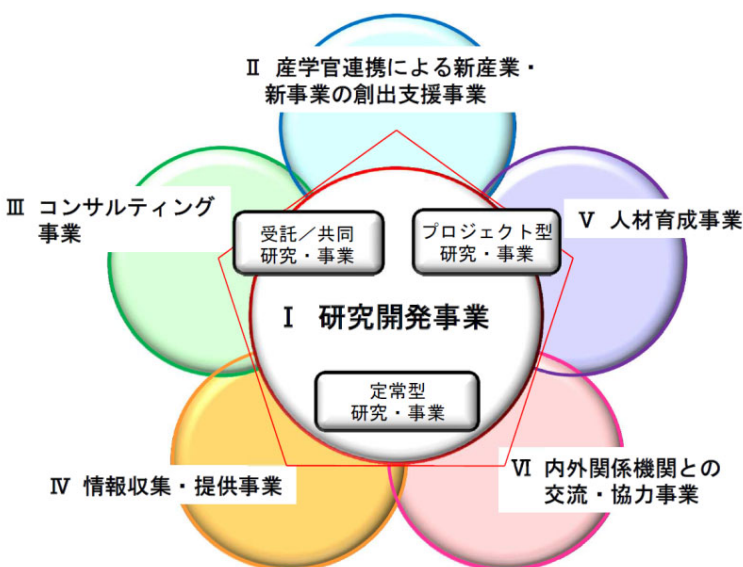 Ⅱ 産学官連携による新産業・
新事業の創出支援事業
Ⅲ コンサルティング
事業
受託／共同
研究・事業
プロジェクト型
研究・事業
Ⅴ 人材育成事業
Ⅰ 研究開発事業
定常型
研究・事業
Ⅳ 情報収集・提供事業
Ⅵ 内外関係機関との
交流・協力事業